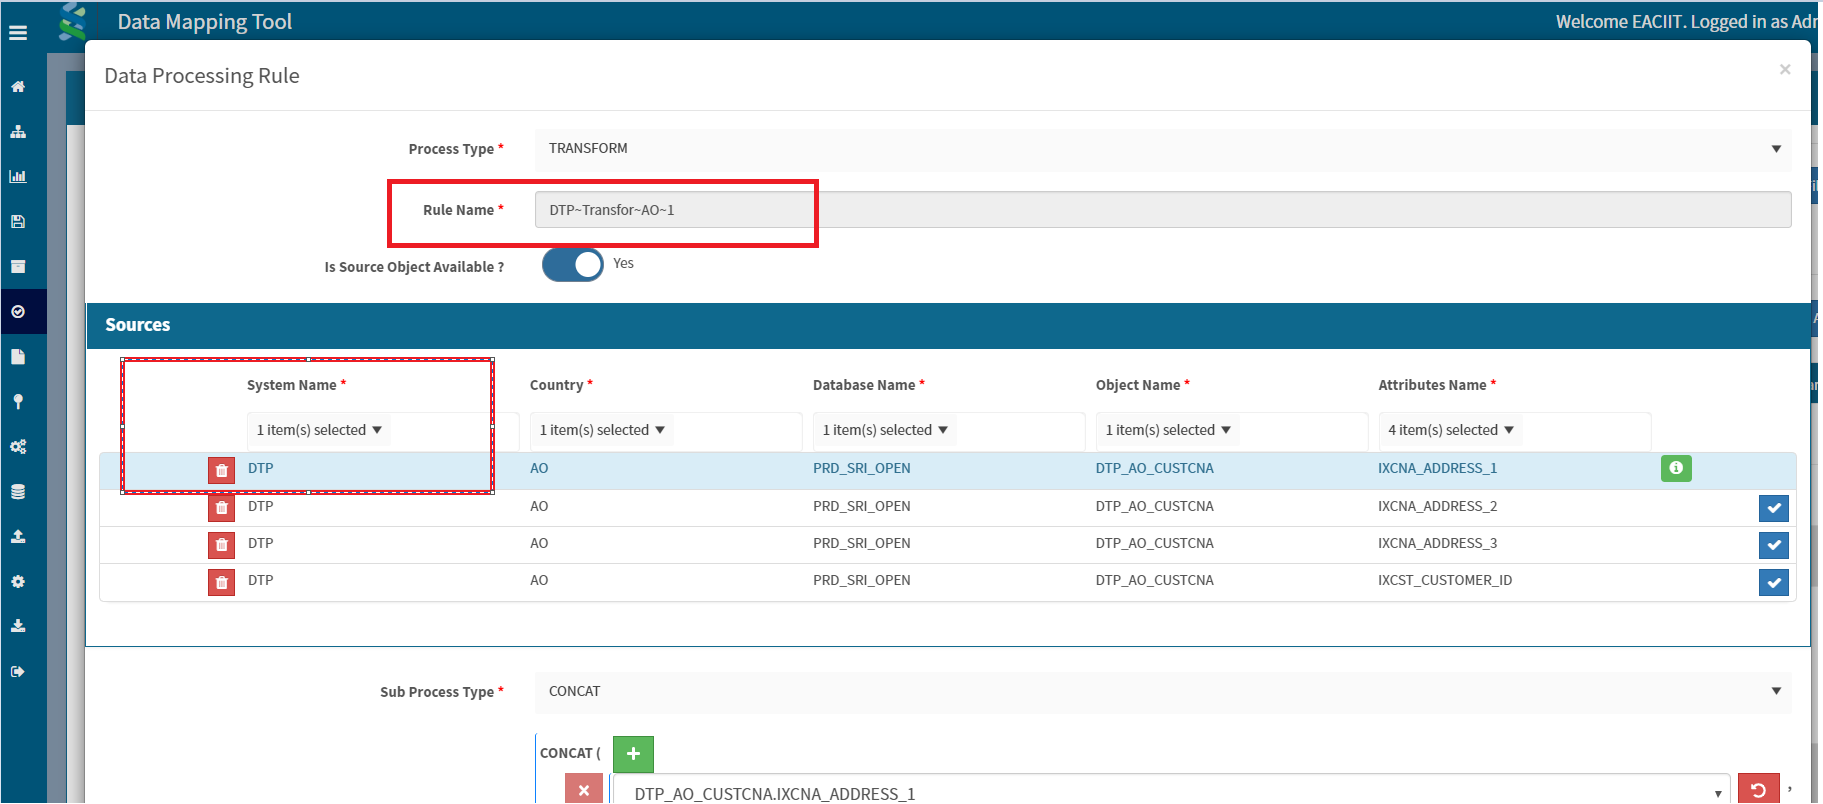 Data Mapping Tool
Welcome EACIIT. Logged in as Adr
Data Processing Rule
×
Process Type *
TRANSFORM
Rule Name *
DTP~Transfor~AO~1
Is Source Object Available ?
Yes
Sources
System Name * Country * Database Name * Object Name * Attributes Name *
1 item(s) selected 1 item(s) selected 1 item(s) selected 1 item(s) selected 4 item(s) selected
DTP AO PRD_SRI_OPEN DTP_AO_CUSTCNA IXCNA_ADDRESS_1
DTP AO PRD_SRI_OPEN DTP_AO_CUSTCNA IXCNA_ADDRESS_2
DTP AO PRD_SRI_OPEN DTP_AO_CUSTCNA IXCNA_ADDRESS_3
DTP AO PRD_SRI_OPEN DTP_AO_CUSTCNA IXCST_CUSTOMER_ID
Sub Process Type *
CONCAT
CONCAT (
DTP_AO_CUSTCNA.IXCNA_ADDRESS_1 ,